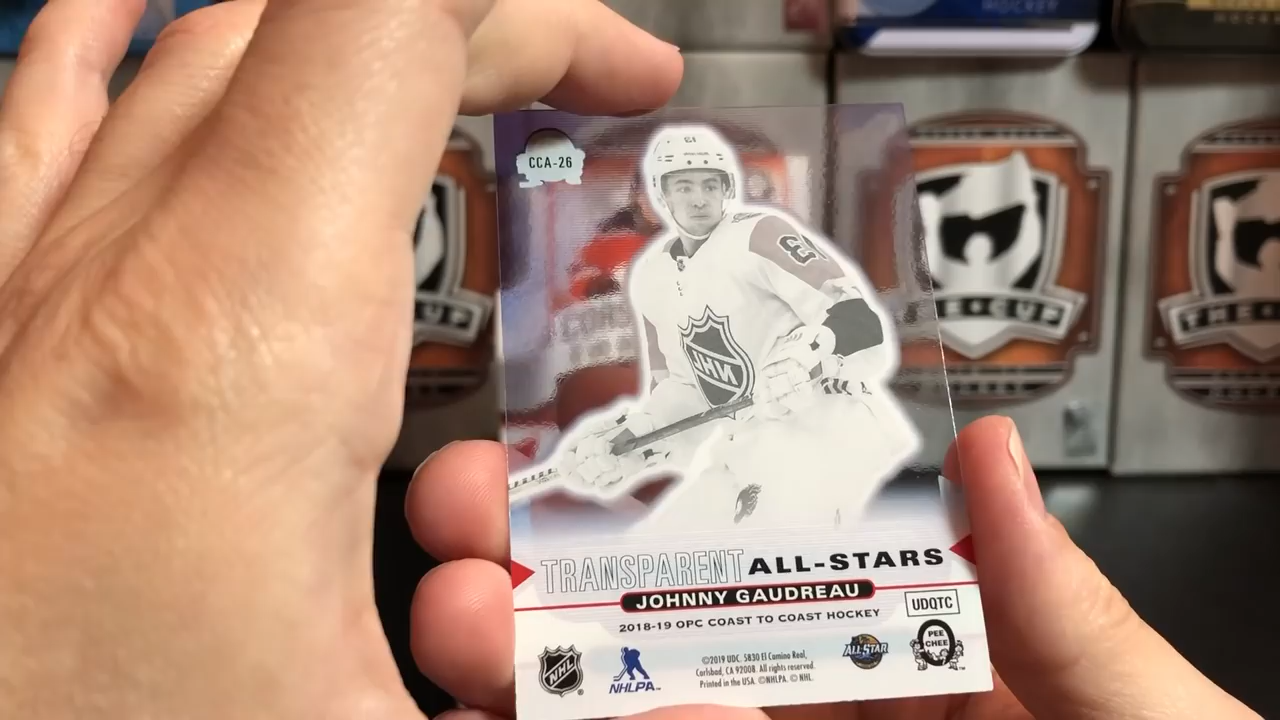 HOCKEY
CCA-26
TRANSPARENT ALL-STARS
JOHNNY GAUDREAU
2018-19 OPC COAST TO COAST HOCKEY
UDQTC
NHL
NHLPA
©2019 UDC. 5830 El Camino Real,
Carlsbad, CA 92008. All rights reserved.
Printed in the USA. ©NHLPA. © NHL.
ALL STAR
PEE
CHEE
THE CUP
THE CUP